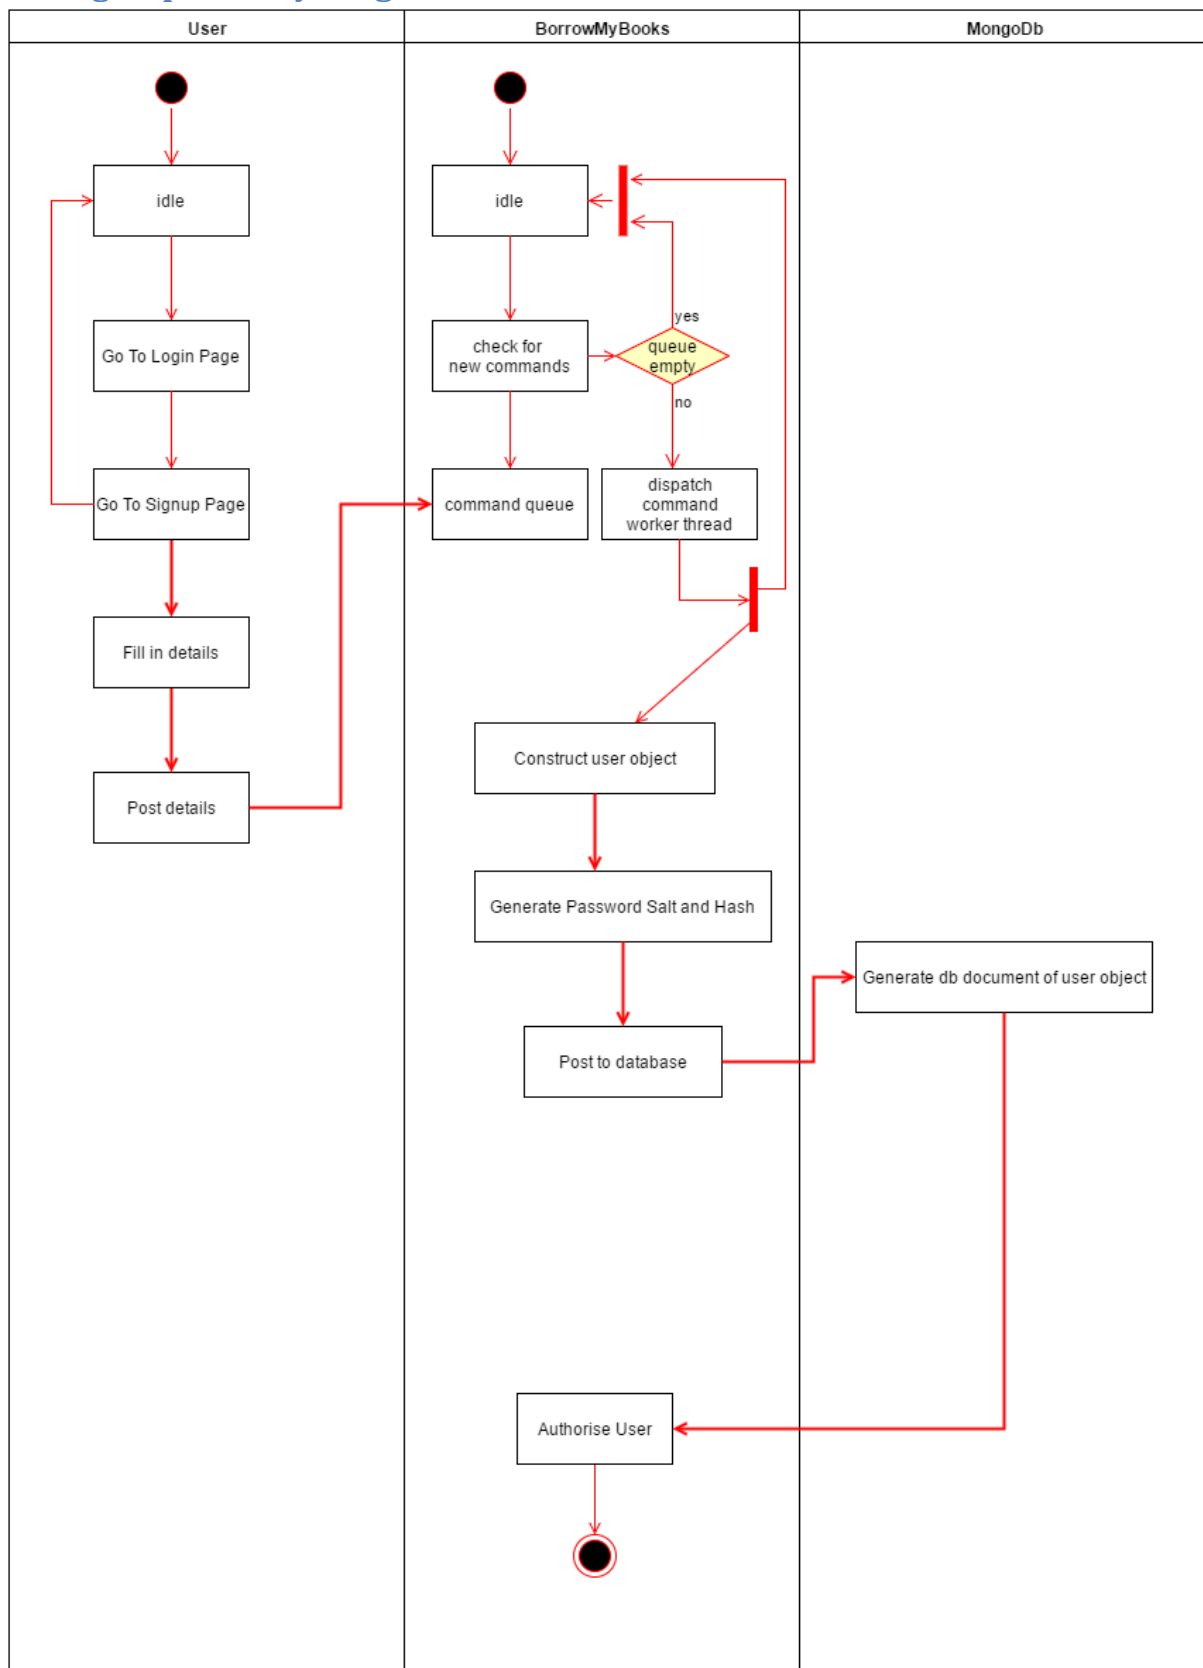 User
BorrowMyBooks
MongoDb
idle
idle
Go To Login Page
check for
new commands
yes
queue
empty
no
Go To Signup Page
command queue
dispatch
command
worker thread
Fill in details
Construct user object
Post details
Generate Password Salt and Hash
Generate db document of user object
Post to database
Authorise User